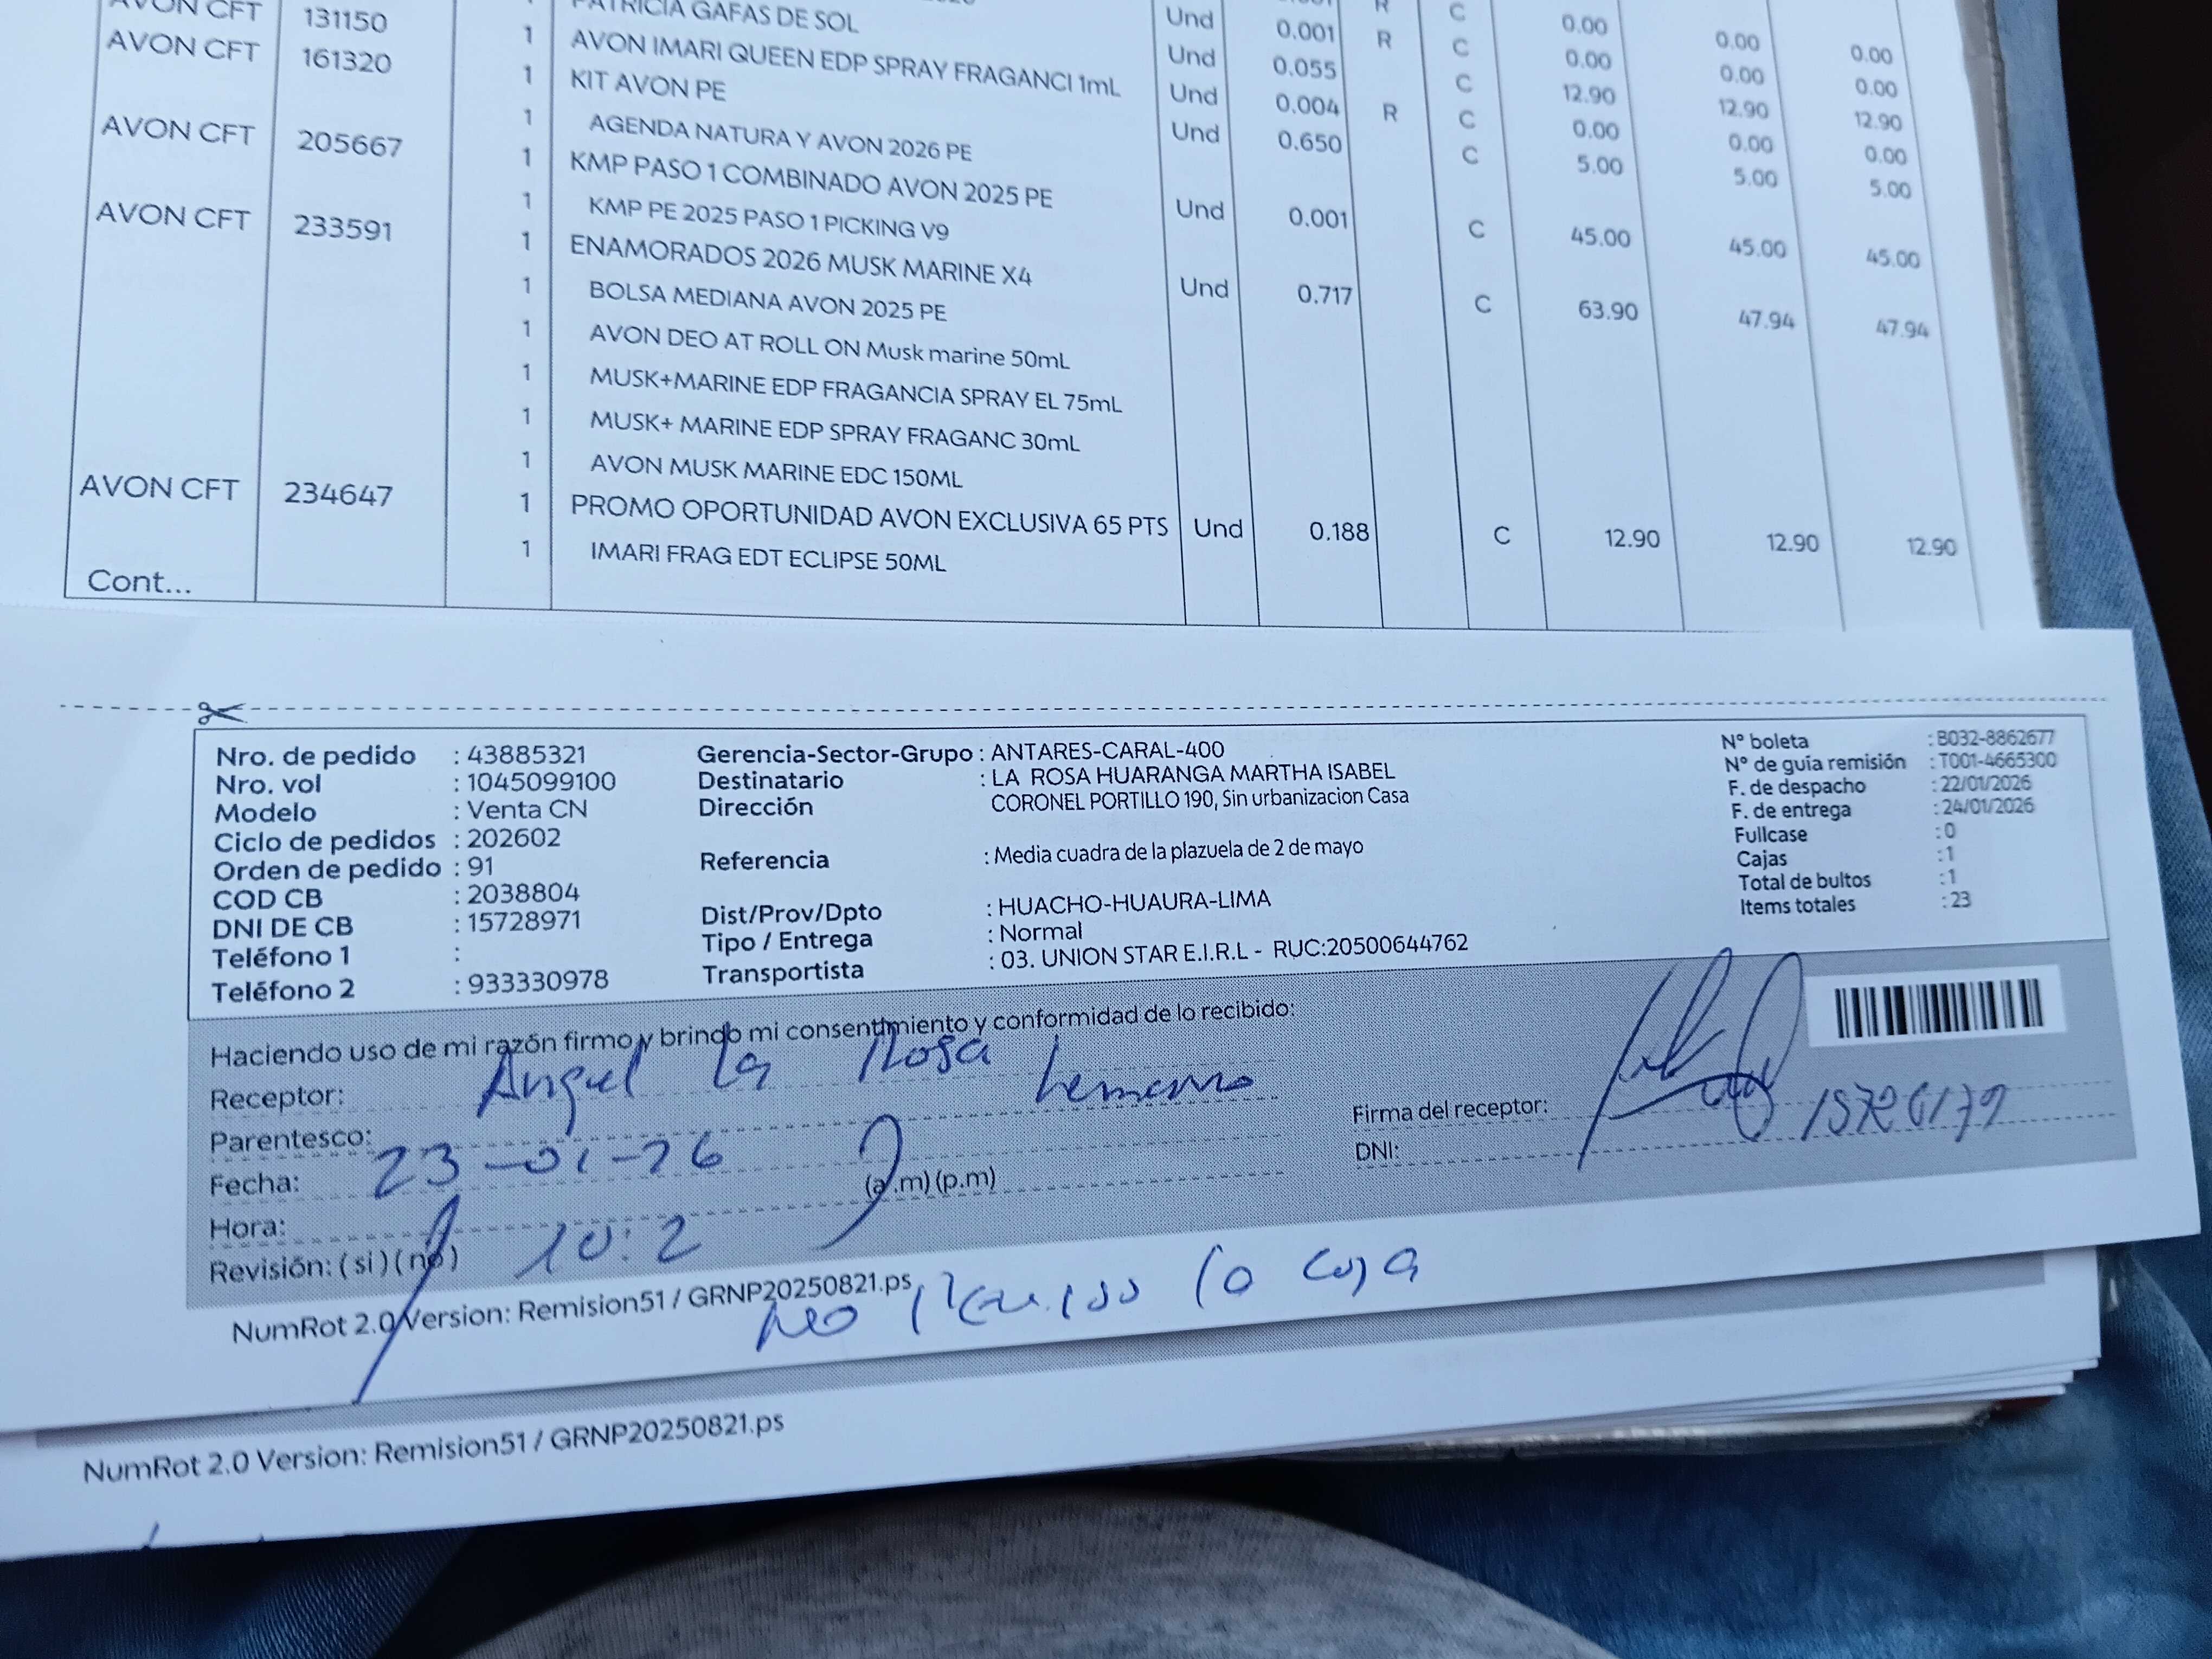 AVON CFT 131150 1 PATRICIA GAFAS DE SOL Und 0.001 R C 0.00 0.00 0.00
AVON CFT 161320 1 AVON IMARI QUEEN EDP SPRAY FRAGANCI 1mL Und 0.055 C 0.00 0.00 0.00
1 KIT AVON PE Und 0.004 R C 12.90 12.90 12.90
1 AGENDA NATURA Y AVON 2026 PE Und 0.650 C 0.00 0.00 0.00
AVON CFT 205667 1 KMP PASO 1 COMBINADO AVON 2025 PE 5.00 5.00 5.00
1 KMP PE 2025 PASO 1 PICKING V9 Und 0.001 C 45.00 45.00 45.00
AVON CFT 233591 1 ENAMORADOS 2026 MUSK MARINE X4 Und 0.717 C 63.90 47.94 47.94
1 BOLSA MEDIANA AVON 2025 PE
1 AVON DEO AT ROLL ON Musk marine 50mL
1 MUSK+MARINE EDP FRAGANCIA SPRAY EL 75mL
1 MUSK+ MARINE EDP SPRAY FRAGANC 30mL
1 AVON MUSK MARINE EDC 150ML
AVON CFT 234647 1 PROMO OPORTUNIDAD AVON EXCLUSIVA 65 PTS Und 0.188 C 12.90 12.90 12.90
1 IMARI FRAG EDT ECLIPSE 50ML
Cont...
Nro. de pedido : 43885321 Gerencia-Sector-Grupo : ANTARES-CARAL-400 N° boleta : B032-8862677
Nro. vol : 1045099100 Destinatario : LA ROSA HUARANGA MARTHA ISABEL N° de guía remisión : T001-4665300
Modelo : Venta CN Dirección CORONEL PORTILLO 190, Sin urbanizacion Casa F. de despacho : 22/01/2026
Ciclo de pedidos : 202602 F. de entrega : 24/01/2026
Orden de pedido : 91 Referencia : Media cuadra de la plazuela de 2 de mayo Fullcase : 0
COD CB : 2038804 Cajas : 1
DNI DE CB : 15728971 Dist/Prov/Dpto : HUACHO-HUAURA-LIMA Total de bultos : 1
Teléfono 1 : Tipo / Entrega : Normal Items totales : 23
Teléfono 2 : 933330978 Transportista : 03. UNION STAR E.I.R.L - RUC:20500644762
Haciendo uso de mi razón firmo y brindo mi consentimiento y conformidad de lo recibido:
Receptor: Angel La Rosa
Parentesco: Firma del receptor:
Fecha: 23-01-26 DNI:
Hora: 10:2 (a.m) (p.m)
Revisión: ( si ) ( no )
NumRot 2.0 Version: Remision51 / GRNP20250821.ps
No Reviso la caja
NumRot 2.0 Version: Remision51 / GRNP20250821.ps